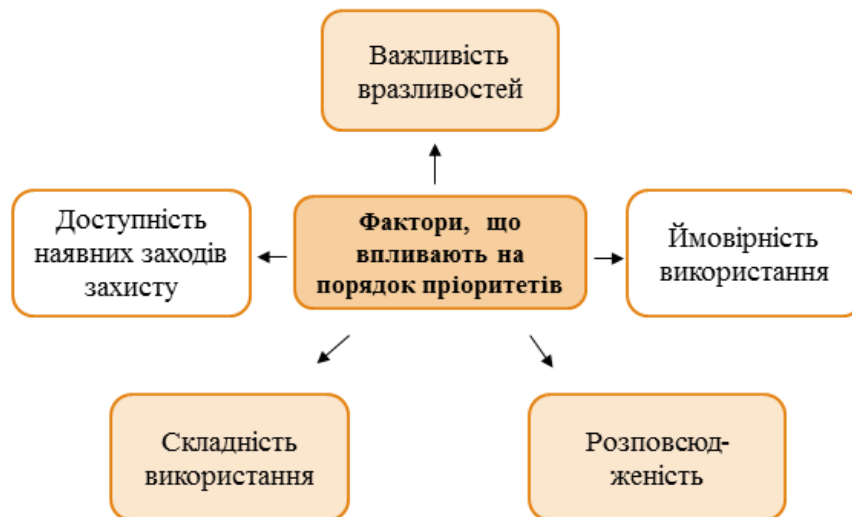 Важливість
вразливостей
Доступність
наявних заходів
захисту
Фактори, що
впливають на
порядок пріоритетів
Ймовірність
використання
Складність
використання
Розповсюд-
женість